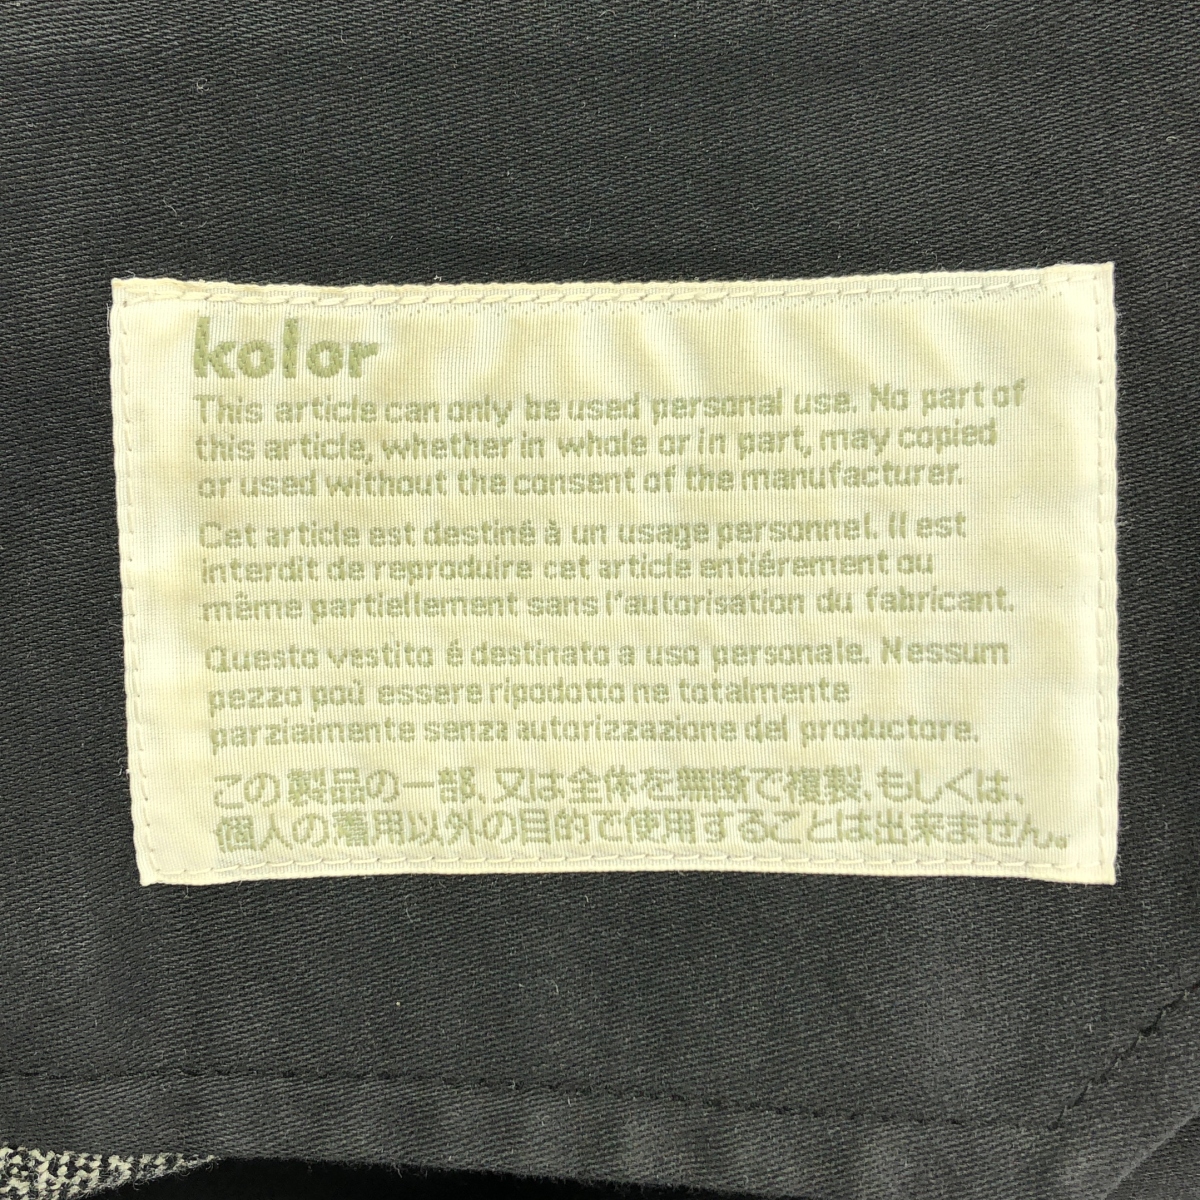 kolor
This article can only be used personal use. No part of
this article, whether in whole or in part, may copied
or used without the consent of the manufacturer.
Cet article est destiné à un usage personnel. Il est
interdit de reproduire cet article entiérement ou
même partiellement sans l'autorisation du fabricant.
Questo vestito é destinato a uso personale. Nessum
pezzo poù essere ripodotto ne totalmente
parziaimente senza autorizzazione del productore.
この製品の一部、又は全体を無断で複製、もしくは、
個人の着用以外の目的で使用することは出来ません。